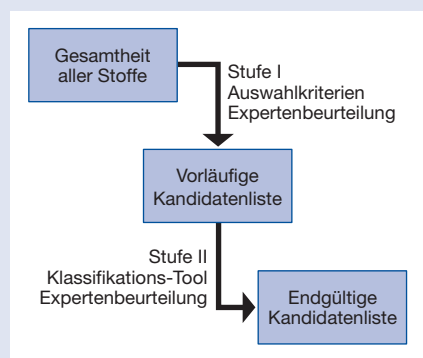 Gesamtheit
aller Stoffe
Stufe I
Auswahlkriterien
Expertenbeurteilung
Vorläufige
Kandidatenliste
Stufe II
Klassifikations-Tool
Expertenbeurteilung
Endgültige
Kandidatenliste